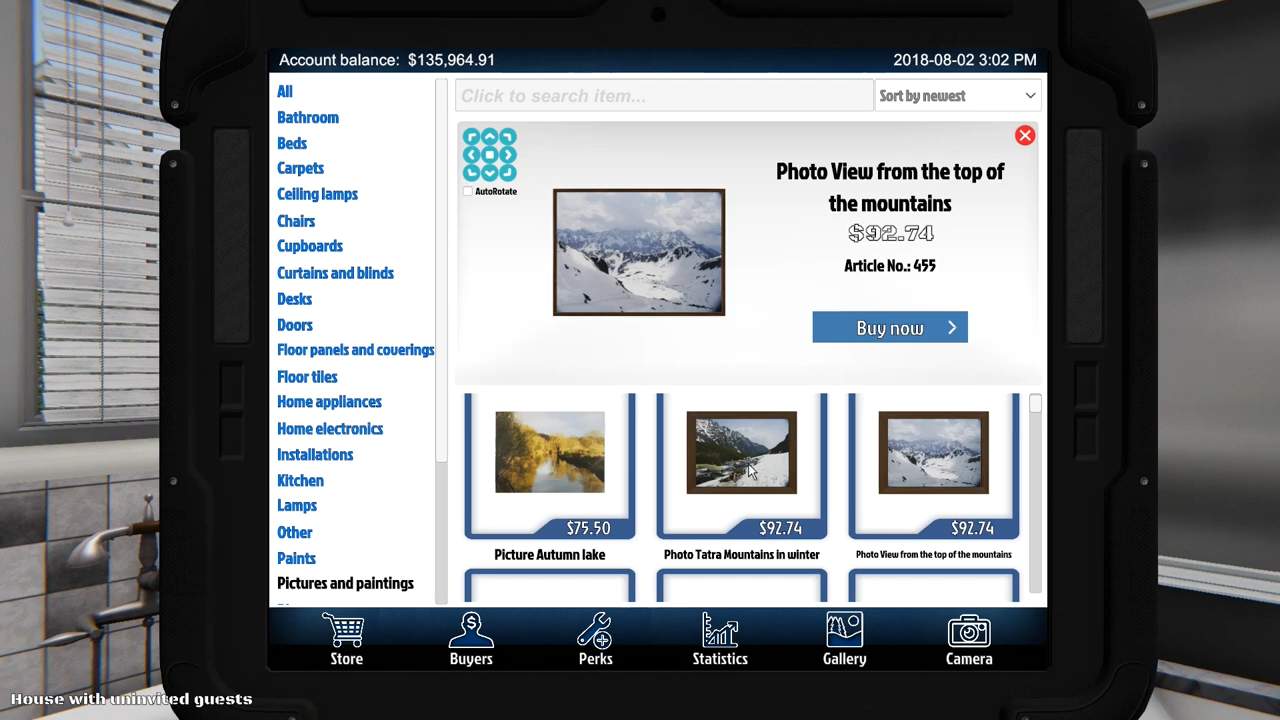 Account balance: $135,964.91
2018-08-02 3:02 PM
All
Bathroom
Beds
Carpets
Ceiling lamps
Chairs
Cupboards
Curtains and blinds
Desks
Doors
Floor panels and coverings
Floor tiles
Home appliances
Home electronics
Installations
Kitchen
Lamps
Other
Paints
Pictures and paintings
Click to search item...
Sort by newest
AutoRotate
Photo View from the top of
the mountains
$92.74
Article No.: 455
Buy now
$75.50
Picture Autumn lake
$92.74
Photo Tatra Mountains in winter
$92.74
Photo View from the top of the mountains
Store
Buyers
Perks
Statistics
Gallery
Camera
House with uninvited guests